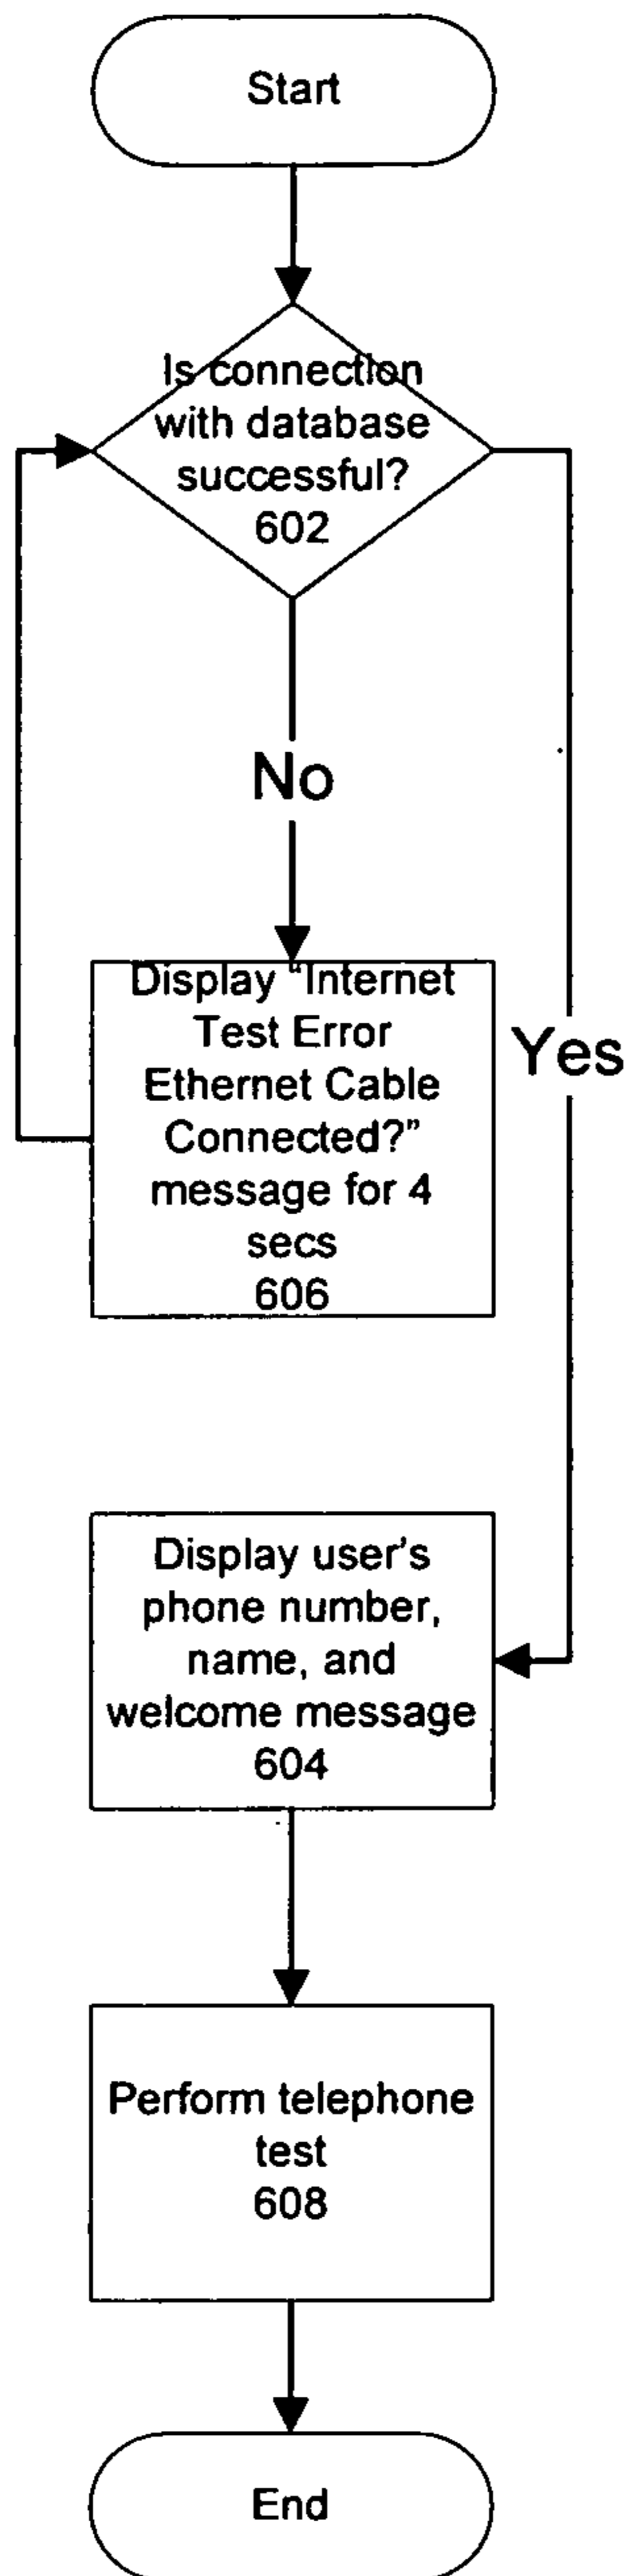 Start
Is connection
with database
successful?
602
No
Display “Internet
Test Error
Ethernet Cable
Connected?”
message for 4
secs
606
Yes
Display user's
phone number,
name, and
welcome message
604
Perform telephone
test
608
End